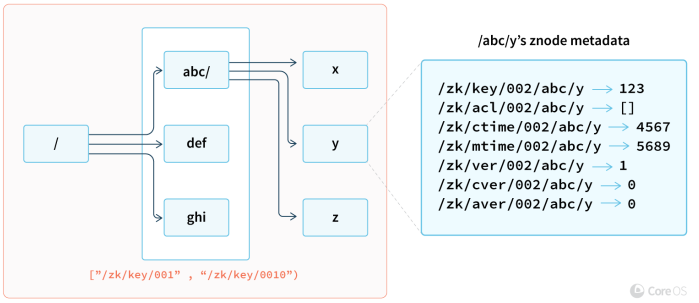 /
abc/
def
ghi
x
y
z
["/zk/key/001" , “/zk/key/0010”)
/abc/y’s znode metadata
/zk/key/002/abc/y → 123
/zk/acl/002/abc/y → []
/zk/ctime/002/abc/y → 4567
/zk/mtime/002/abc/y → 5689
/zk/ver/002/abc/y → 1
/zk/cver/002/abc/y → 0
/zk/aver/002/abc/y → 0
CoreOS